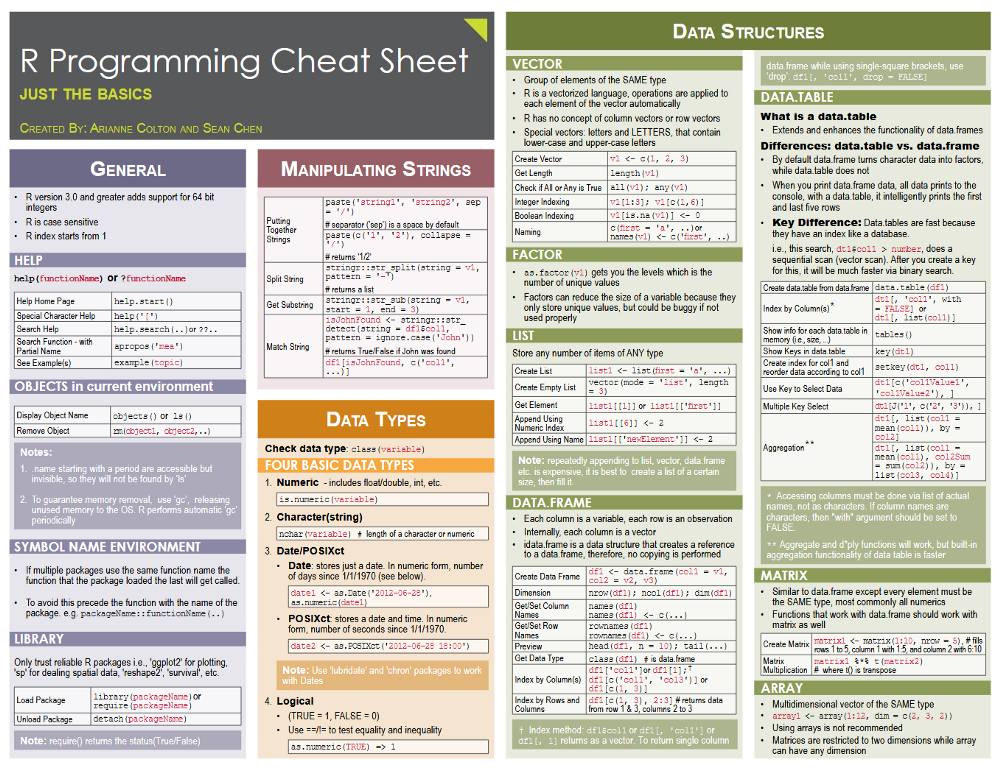 R Programming Cheat Sheet
JUST THE BASICS
CREATED BY: ARIANNE COLTON AND SEAN CHEN
GENERAL
• R version 3.0 and greater adds support for 64 bit
integers
• R is case sensitive
• R index starts from 1
HELP
help(functionName) or ?functionName
Help Home Page help.start()
Special Character Help help('[')
Search Help help.search(..)or ??..
Search Function - with
Partial Name apropos('mea')
See Example(s) example(topic)
OBJECTS in current environment
Display Object Name objects() or ls()
Remove Object rm(object1, object2,..)
Notes:
1. .name starting with a period are accessible but
invisible, so they will not be found by 'ls'
2. To guarantee memory removal, use 'gc', releasing
unused memory to the OS. R performs automatic 'gc'
periodically
SYMBOL NAME ENVIRONMENT
• If multiple packages use the same function name the
function that the package loaded the last will get called.
• To avoid this precede the function with the name of the
package. e.g. packageName::functionName(..)
LIBRARY
Only trust reliable R packages i.e., 'ggplot2' for plotting,
'sp' for dealing spatial data, 'reshape2', 'survival', etc.
Load Package library(packageName)or
require(packageName)
Unload Package detach(packageName)
Note: require() returns the status(True/False)
MANIPULATING STRINGS
Putting
Together
Strings
paste('string1', 'string2', sep
= '/')
# separator ('sep') is a space by default
paste(c('1', '2'), collapse =
'/')
# returns '1/2'
Split String
stringr::str_split(string = v1,
pattern = '-')
# returns a list
Get Substring
stringr::str_sub(string = v1,
start = 1, end = 3)
Match String
isJohnFound <- stringr::str_
detect(string = df1$col1,
pattern = ignore.case('John'))
# returns True/False if John was found
df1[isJohnFound, c('col1',
...)]
DATA TYPES
Check data type: class(variable)
FOUR BASIC DATA TYPES
1. Numeric - includes float/double, int, etc.
is.numeric(variable)
2. Character(string)
nchar(variable) # length of a character or numeric
3. Date/POSIXct
• Date: stores just a date. In numeric form, number
of days since 1/1/1970 (see below).
date1 <- as.Date('2012-06-28'),
as.numeric(date1)
• POSIXct: stores a date and time. In numeric
form, number of seconds since 1/1/1970.
date2 <- as.POSIXct('2012-06-28 18:00')
Note: Use 'lubridate' and 'chron' packages to work
with Dates
4. Logical
• (TRUE = 1, FALSE = 0)
• Use ==/!= to test equality and inequality
as.numeric(TRUE) => 1
DATA STRUCTURES
VECTOR
• Group of elements of the SAME type
• R is a vectorized language, operations are applied to
each element of the vector automatically
• R has no concept of column vectors or row vectors
• Special vectors: letters and LETTERS, that contain
lower-case and upper-case letters
Create Vector v1 <- c(1, 2, 3)
Get Length length(v1)
Check if All or Any is True all(v1); any(v1)
Integer Indexing v1[1:3]; v1[c(1,6)]
Boolean Indexing v1[is.na(v1)] <- 0
Naming
c(first = 'a', ..)or
names(v1) <- c('first', ..)
FACTOR
• as.factor(v1) gets you the levels which is the
number of unique values
• Factors can reduce the size of a variable because they
only store unique values, but could be buggy if not
used properly
LIST
Store any number of items of ANY type
Create List list1 <- list(first = 'a', ...)
Create Empty List
vector(mode = 'list', length
= 3)
Get Element list1[[1]] or list1[['first']]
Append Using
Numeric Index list1[[6]] <- 2
Append Using Name list1[['newElement']] <- 2
Note: repeatedly appending to list, vector, data.frame
etc. is expensive, it is best to create a list of a certain
size, then fill it.
DATA.FRAME
• Each column is a variable, each row is an observation
• Internally, each column is a vector
• idata.frame is a data structure that creates a reference
to a data.frame, therefore, no copying is performed
Create Data Frame
df1 <- data.frame(col1 = v1,
col2 = v2, v3)
Dimension nrow(df1); ncol(df1); dim(df1)
Get/Set Column
Names
names(df1)
names(df1) <- c(...)
Get/Set Row
Names
rownames(df1)
rownames(df1) <- c(...)
Preview head(df1, n = 10); tail(...)
Get Data Type class(df1) # is data.frame
Index by Column(s)
df1['col1']or df1[1];†
df1[c('col1', 'col3')] or
df1[c(1, 3)]
Index by Rows and
Columns
df1[c(1, 3), 2:3] # returns data
from row 1 & 3, columns 2 to 3
† Index method: df1$col1 or df1[, 'col1'] or
df1[, 1] returns as a vector. To return single column
data.frame while using single-square brackets, use
'drop': df1[, 'col1', drop = FALSE]
DATA.TABLE
What is a data.table
• Extends and enhances the functionality of data.frames
Differences: data.table vs. data.frame
• By default data.frame turns character data into factors,
while data.table does not
• When you print data.frame data, all data prints to the
console, with a data.table, it intelligently prints the first
and last five rows
• Key Difference: Data.tables are fast because
they have an index like a database.
i.e., this search, dt1$col1 > number, does a
sequential scan (vector scan). After you create a key
for this, it will be much faster via binary search.
Create data.table from data.frame data.table(df1)
Index by Column(s)*
dt1[, 'col1', with
= FALSE] or
dt1[, list(col1)]
Show info for each data.table in
memory (i.e., size, ...) tables()
Show Keys in data.table key(dt1)
Create index for col1 and
reorder data according to col1 setkey(dt1, col1)
Use Key to Select Data
dt1[c('col1Value1',
'col1Value2'), ]
Multiple Key Select dt1[J('1', c('2', '3')), ]
Aggregation**
dt1[, list(col1 =
mean(col1)), by =
col2]
dt1[, list(col1 =
mean(col1), col2Sum
= sum(col2)), by =
list(col3, col4)]
* Accessing columns must be done via list of actual
names, not as characters. If column names are
characters, then "with" argument should be set to
FALSE.
** Aggregate and d*ply functions will work, but built-in
aggregation functionality of data table is faster
MATRIX
• Similar to data.frame except every element must be
the SAME type, most commonly all numerics
• Functions that work with data.frame should work with
matrix as well
Create Matrix matrix1 <- matrix(1:10, nrow = 5), # fills
rows 1 to 5, column 1 with 1:5, and column 2 with 6:10
Matrix
Multiplication
matrix1 %*% t(matrix2)
# where t() is transpose
ARRAY
• Multidimensional vector of the SAME type
• array1 <- array(1:12, dim = c(2, 3, 2))
• Using arrays is not recommended
• Matrices are restricted to two dimensions while array
can have any dimension